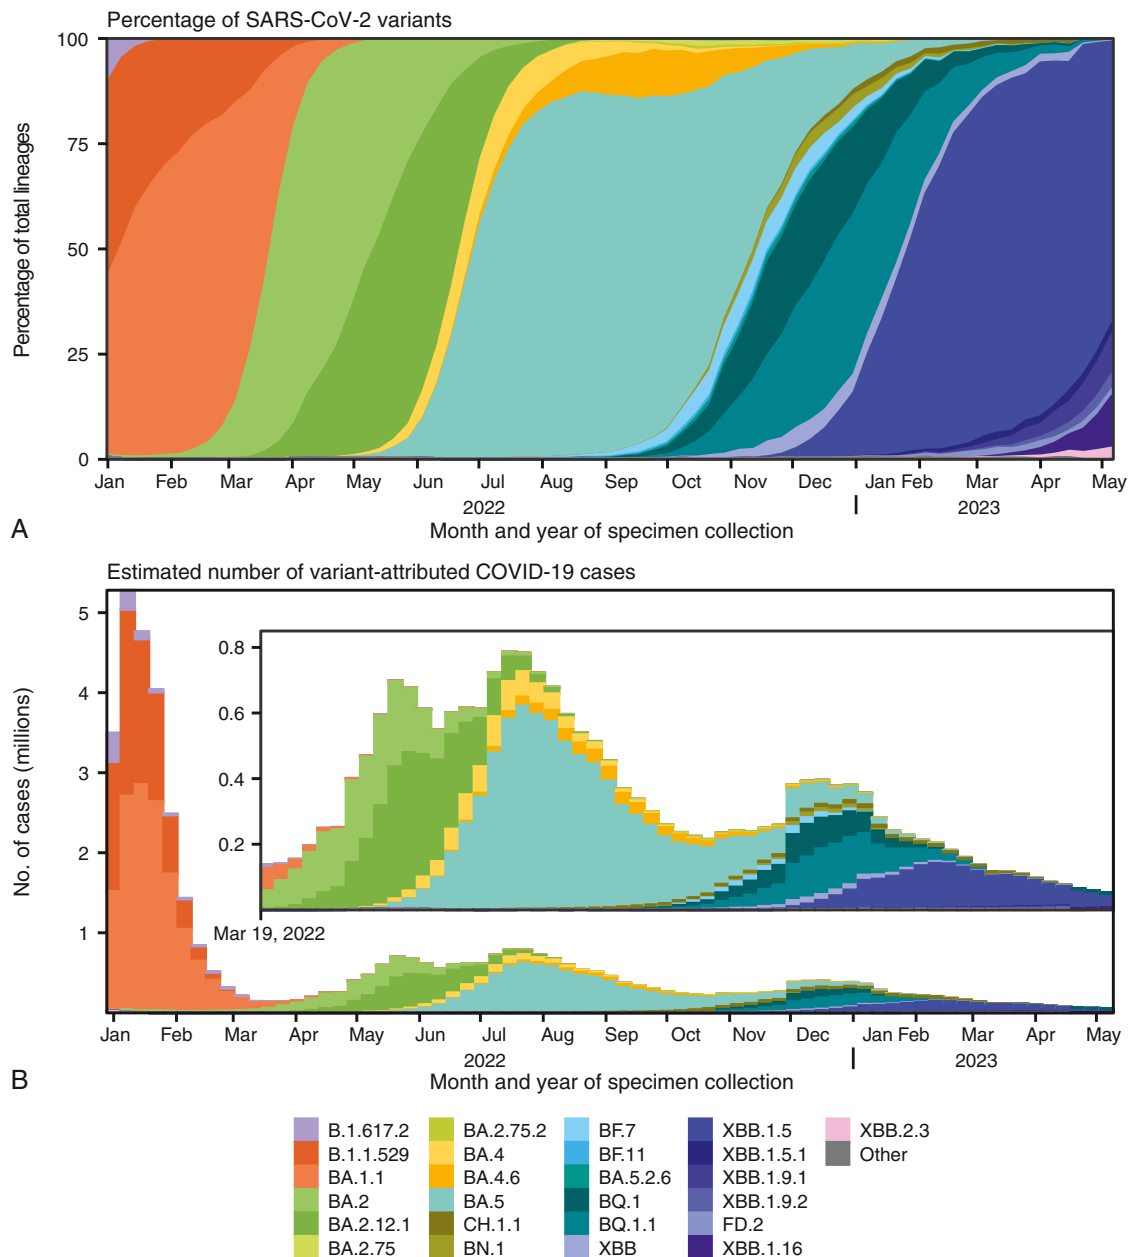 Percentage of SARS-CoV-2 variants
Percentage of total lineages
100
75
50
25
0
Jan Feb Mar Apr May Jun Jul Aug Sep Oct Nov Dec Jan Feb Mar Apr May
2022 2023
Month and year of specimen collection
A
Estimated number of variant-attributed COVID-19 cases
No. of cases (millions)
5
4
3
2
1
0.8
0.6
0.4
0.2
Mar 19, 2022
Jan Feb Mar Apr May Jun Jul Aug Sep Oct Nov Dec Jan Feb Mar Apr May
2022 2023
Month and year of specimen collection
B
B.1.617.2 BA.2.75.2 BF.7 XBB.1.5 XBB.2.3
B.1.1.529 BA.4 BF.11 XBB.1.5.1 Other
BA.1.1 BA.4.6 BA.5.2.6 XBB.1.9.1
BA.2 BA.5 BQ.1 XBB.1.9.2
BA.2.12.1 CH.1.1 BQ.1.1 FD.2
BA.2.75 BN.1 XBB XBB.1.16